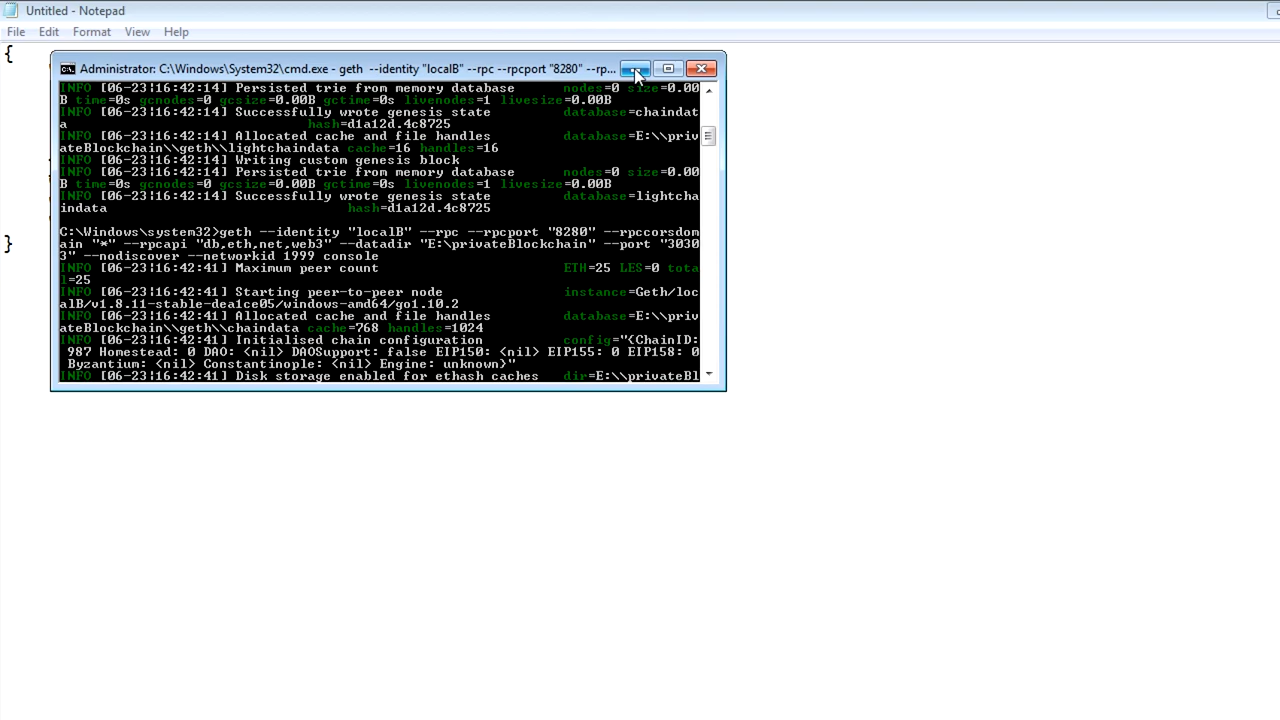 Untitled - Notepad
File Edit Format View Help
{
Administrator: C:\Windows\System32\cmd.exe - geth --identity "localB" --rpc --rpcport "8280" --rp...
INFO [06-23|16:42:14] Persisted trie from memory database nodes=0 size=0.00
B time=0s gcnodes=0 gcsize=0.00B gctime=0s livenodes=1 livesize=0.00B
INFO [06-23|16:42:14] Successfully wrote genesis state database=chaindat
a hash=d1a12d.4c8725
INFO [06-23|16:42:14] Allocated cache and file handles database=E:\\priv
ateBlockchain\\geth\\lightchaindata cache=16 handles=16
INFO [06-23|16:42:14] Writing custom genesis block
INFO [06-23|16:42:14] Persisted trie from memory database nodes=0 size=0.00
B time=0s gcnodes=0 gcsize=0.00B gctime=0s livenodes=1 livesize=0.00B
INFO [06-23|16:42:14] Successfully wrote genesis state database=lightcha
indata hash=d1a12d.4c8725
C:\Windows\system32>geth --identity "localB" --rpc --rpcport "8280" --rpccorsdom
ain "*" --rpcapi "db,eth,net,web3" --datadir "E:\privateBlockchain" --port "3030
3" --nodiscover --networkid 1999 console
INFO [06-23|16:42:41] Maximum peer count ETH=25 LES=0 tota
l=25
INFO [06-23|16:42:41] Starting peer-to-peer node instance=Geth/loc
alB/v1.8.11-stable-dea1ce05/windows-amd64/go1.10.2
INFO [06-23|16:42:41] Allocated cache and file handles database=E:\\priv
ateBlockchain\\geth\\chaindata cache=768 handles=1024
INFO [06-23|16:42:41] Initialised chain configuration config="{ChainID:
987 Homestead: 0 DAO: <nil> DAOSupport: false EIP150: <nil> EIP155: 0 EIP158: 0
Byzantium: <nil> Constantinople: <nil> Engine: unknown}"
INFO [06-23|16:42:41] Disk storage enabled for ethash caches dir=E:\\privateBl
}